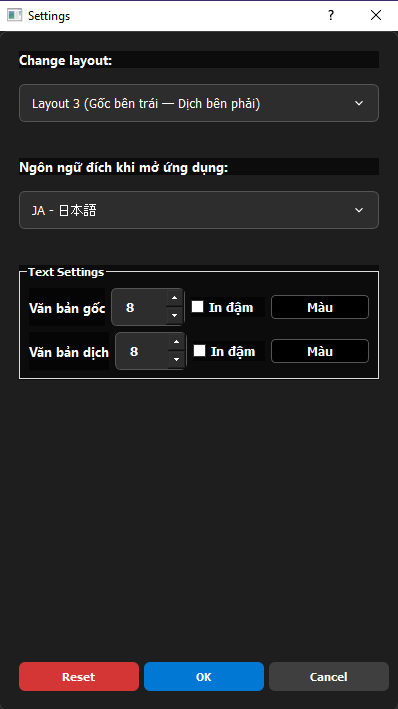 Settings
?
Change layout:
Layout 3 (Gốc bên trái — Dịch bên phải)
Ngôn ngữ đích khi mở ứng dụng:
JA - 日本語
Text Settings
Văn bản gốc 8 In đậm Màu
Văn bản dịch 8 In đậm Màu
Reset OK Cancel